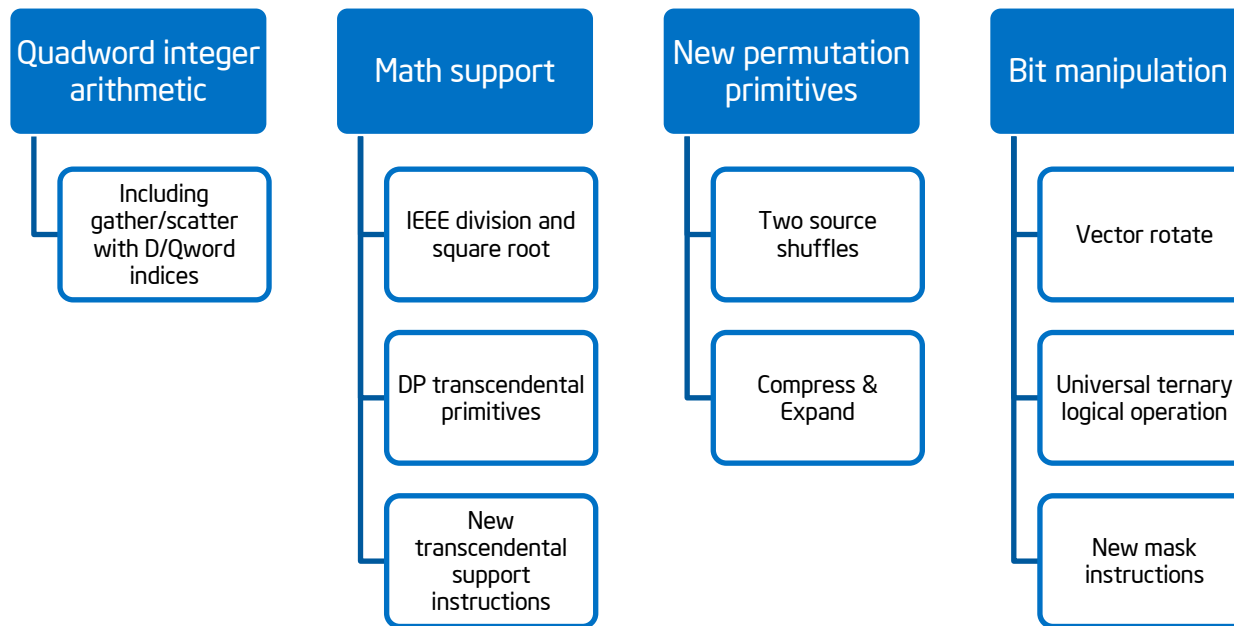 Quadword integer
arithmetic
Including
gather/scatter
with D/Qword
indices
Math support
IEEE division and
square root
DP transcendental
primitives
New
transcendental
support
instructions
New permutation
primitives
Two source
shuffles
Compress &
Expand
Bit manipulation
Vector rotate
Universal ternary
logical operation
New mask
instructions